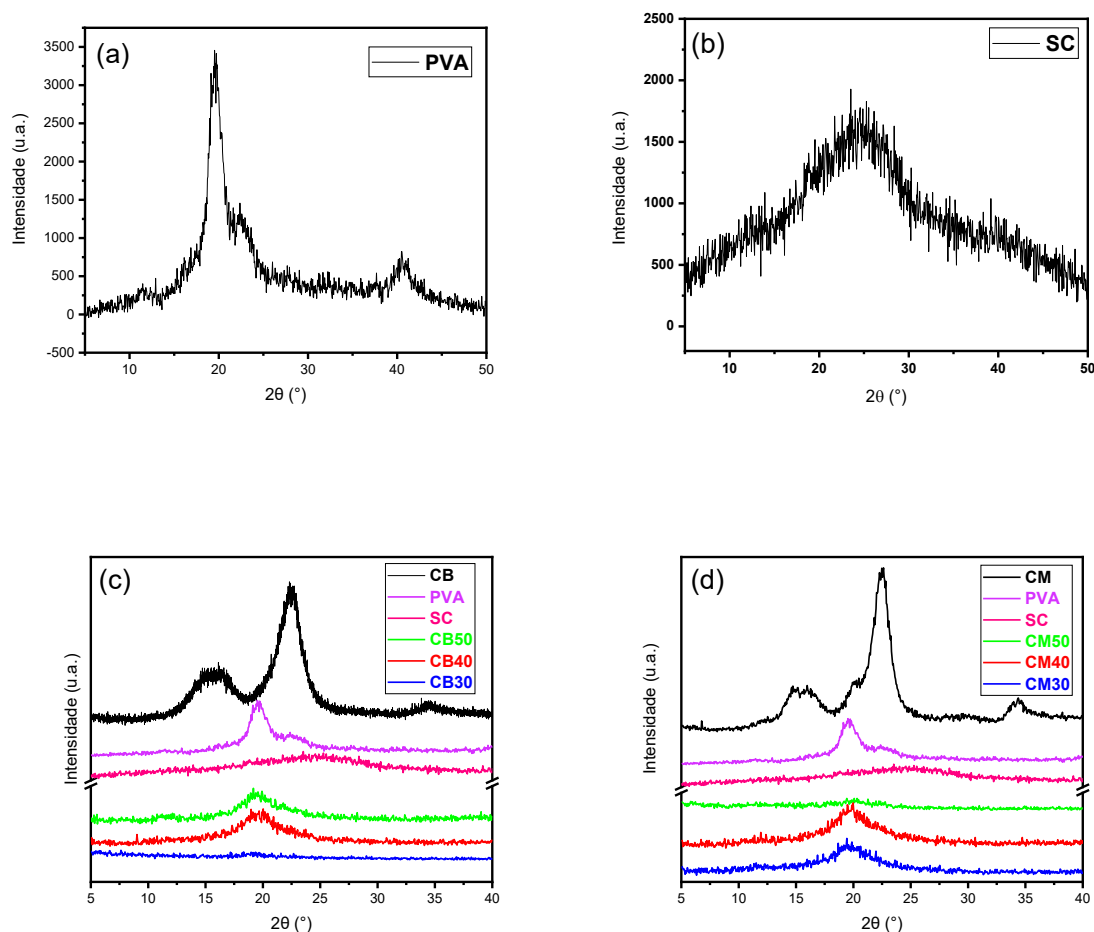 (a)
PVA
Intensidade (u.a.)
3500
3000
2500
2000
1500
1000
500
0
-500
10 20 30 40 50
2θ (°)
(b)
SC
Intensidade (u.a.)
2500
2000
1500
1000
500
0
10 20 30 40 50
2θ (°)
(c)
CB
PVA
SC
CB50
CB40
CB30
Intensidade (u.a.)
5 10 15 20 25 30 35 40
2θ (°)
(d)
CM
PVA
SC
CM50
CM40
CM30
Intensidade (u.a.)
5 10 15 20 25 30 35 40
2θ (°)